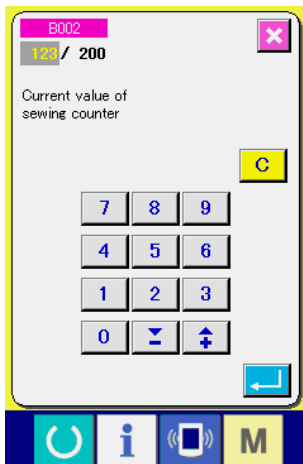 B002
123/ 200
Current value of
sewing counter
C
7 8 9
4 5 6
1 2 3
0
i M